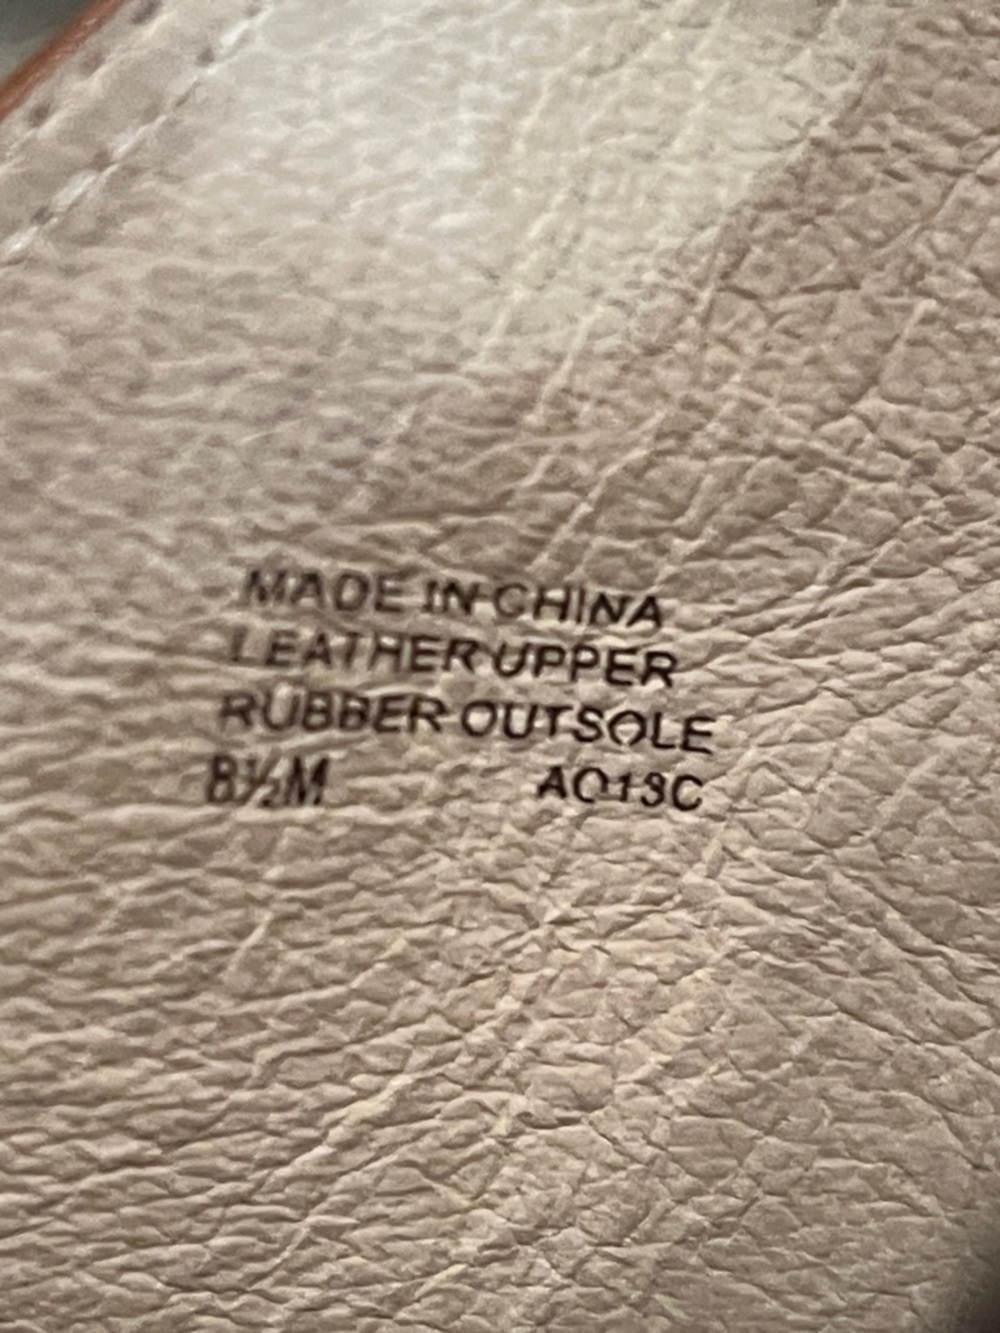 MADE IN CHINA
LEATHER UPPER
RUBBER OUTSOLE
8½M AO13C